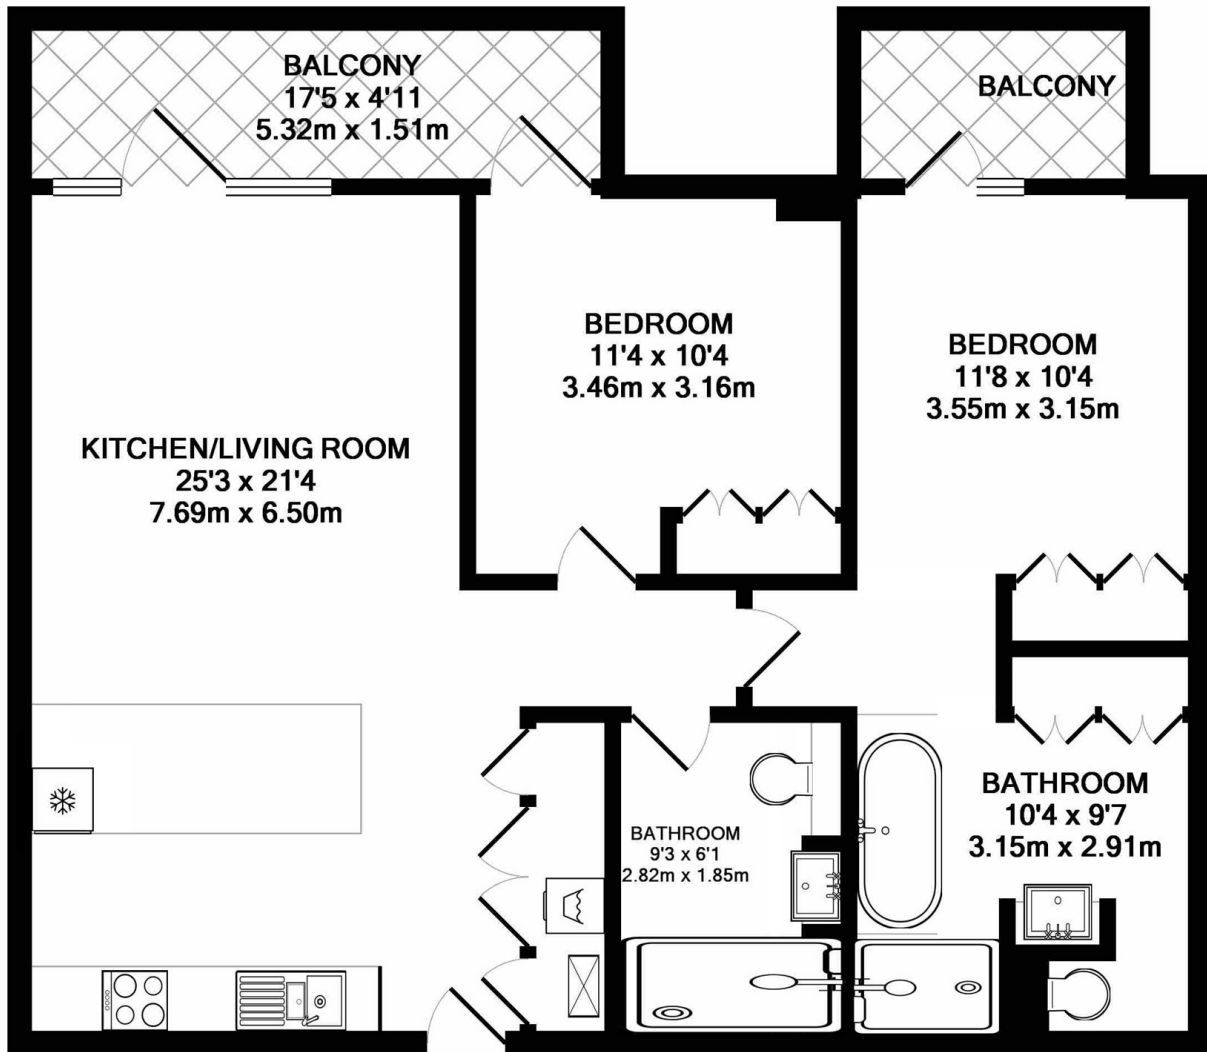 BALCONY
17'5 x 4'11
5.32m x 1.51m
BALCONY
BEDROOM
11'4 x 10'4
3.46m x 3.16m
BEDROOM
11'8 x 10'4
3.55m x 3.15m
KITCHEN/LIVING ROOM
25'3 x 21'4
7.69m x 6.50m
BATHROOM
9'3 x 6'1
2.82m x 1.85m
BATHROOM
10'4 x 9'7
3.15m x 2.91m